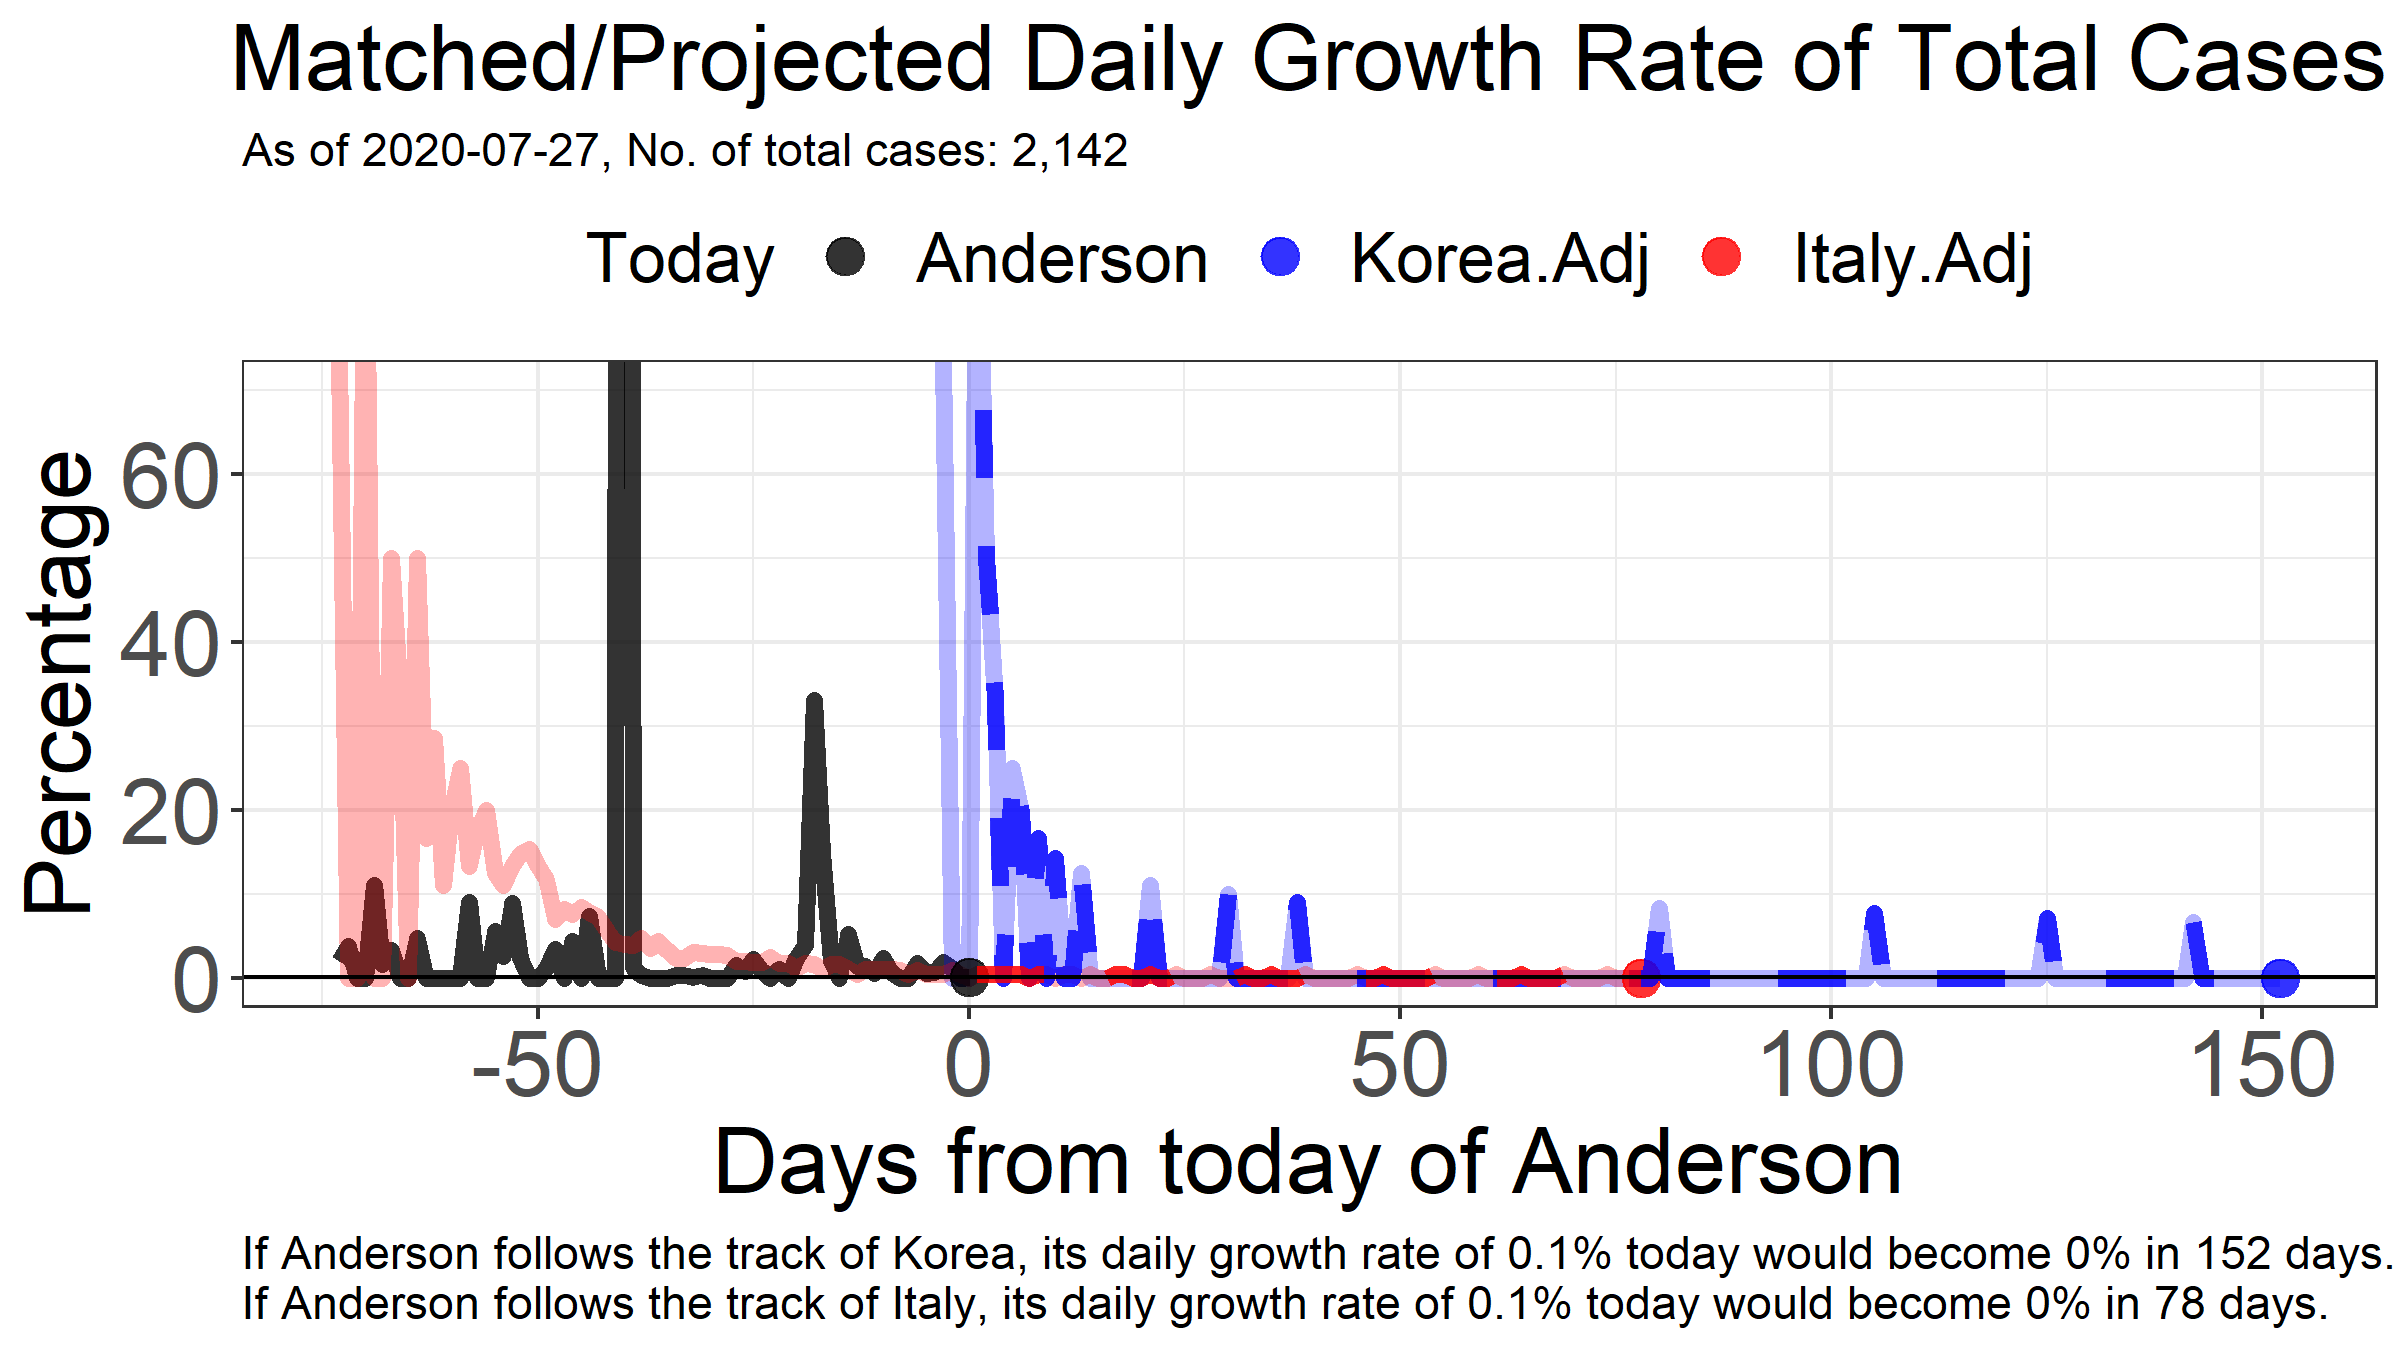 Matched/Projected Daily Growth Rate of Total Cases
As of 2020-07-27, No. of total cases: 2,142
Today Anderson Korea.Adj Italy.Adj
Percentage
60
40
20
0
-50 0 50 100 150
Days from today of Anderson
If Anderson follows the track of Korea, its daily growth rate of 0.1% today would become 0% in 152 days.
If Anderson follows the track of Italy, its daily growth rate of 0.1% today would become 0% in 78 days.